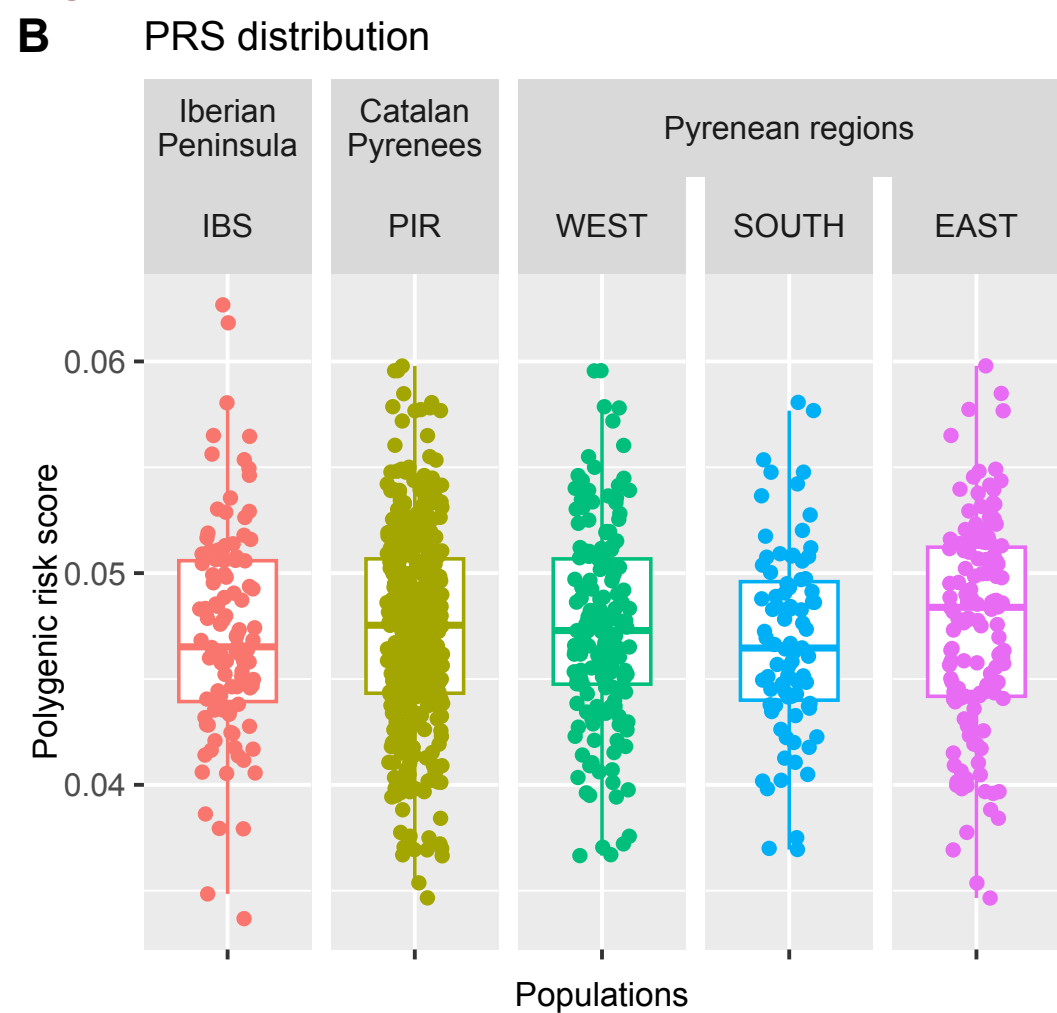 B PRS distribution
Iberian
Peninsula
Catalan
Pyrenees
Pyrenean regions
IBS
PIR
WEST
SOUTH
EAST
Polygenic risk score
0.06
0.05
0.04
Populations